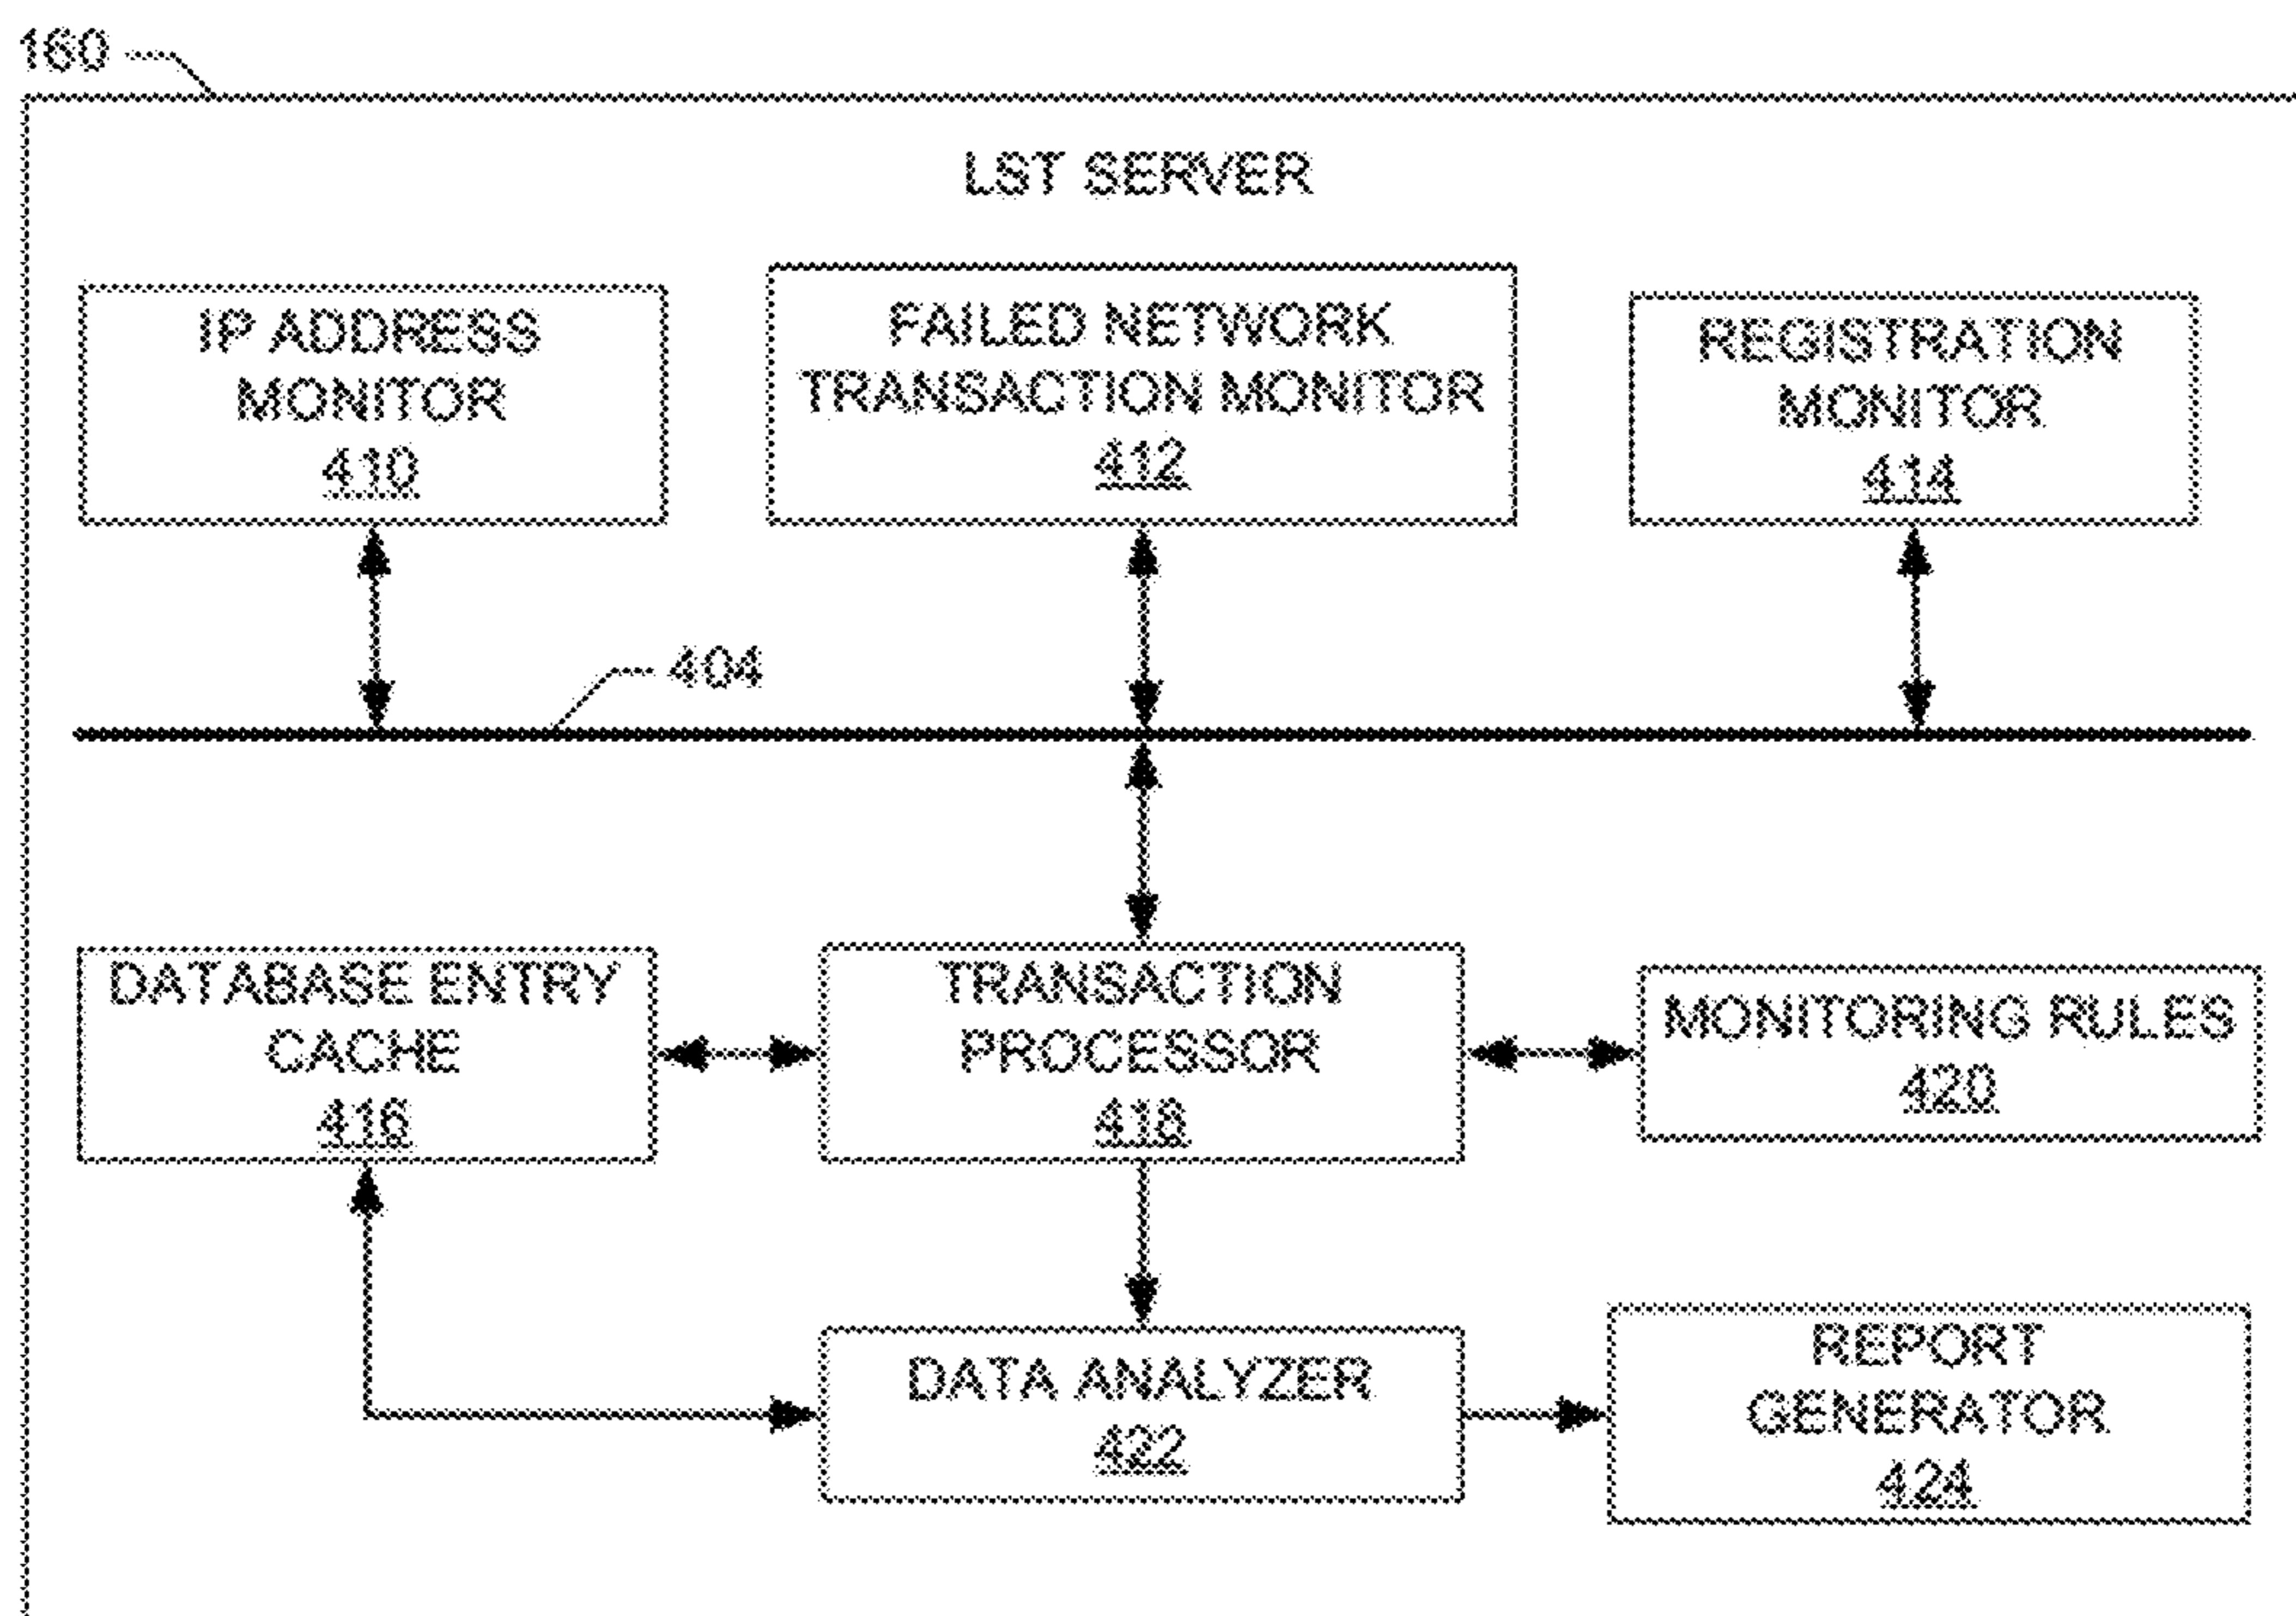 160
LST SERVER
IP ADDRESS
MONITOR
410
FAILED NETWORK
TRANSACTION MONITOR
412
REGISTRATION
MONITOR
414
404
DATABASE ENTRY
CACHE
416
TRANSACTION
PROCESSOR
418
MONITORING RULES
420
DATA ANALYZER
422
REPORT
GENERATOR
424